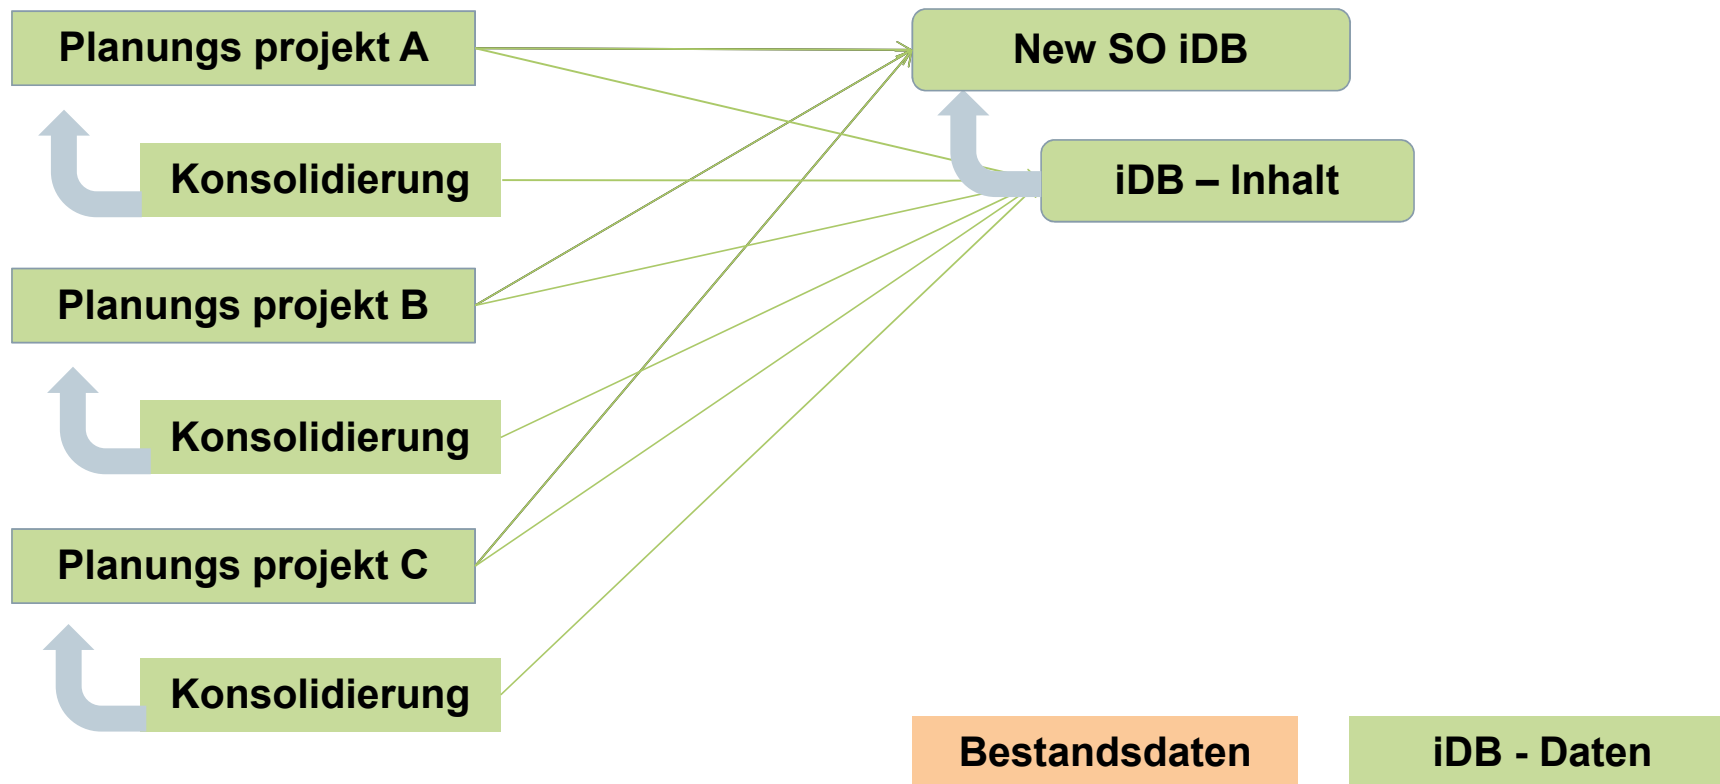 Planungs projekt A
New SO iDB
Konsolidierung
iDB – Inhalt
Planungs projekt B
Konsolidierung
Planungs projekt C
Konsolidierung
Bestandsdaten
iDB - Daten